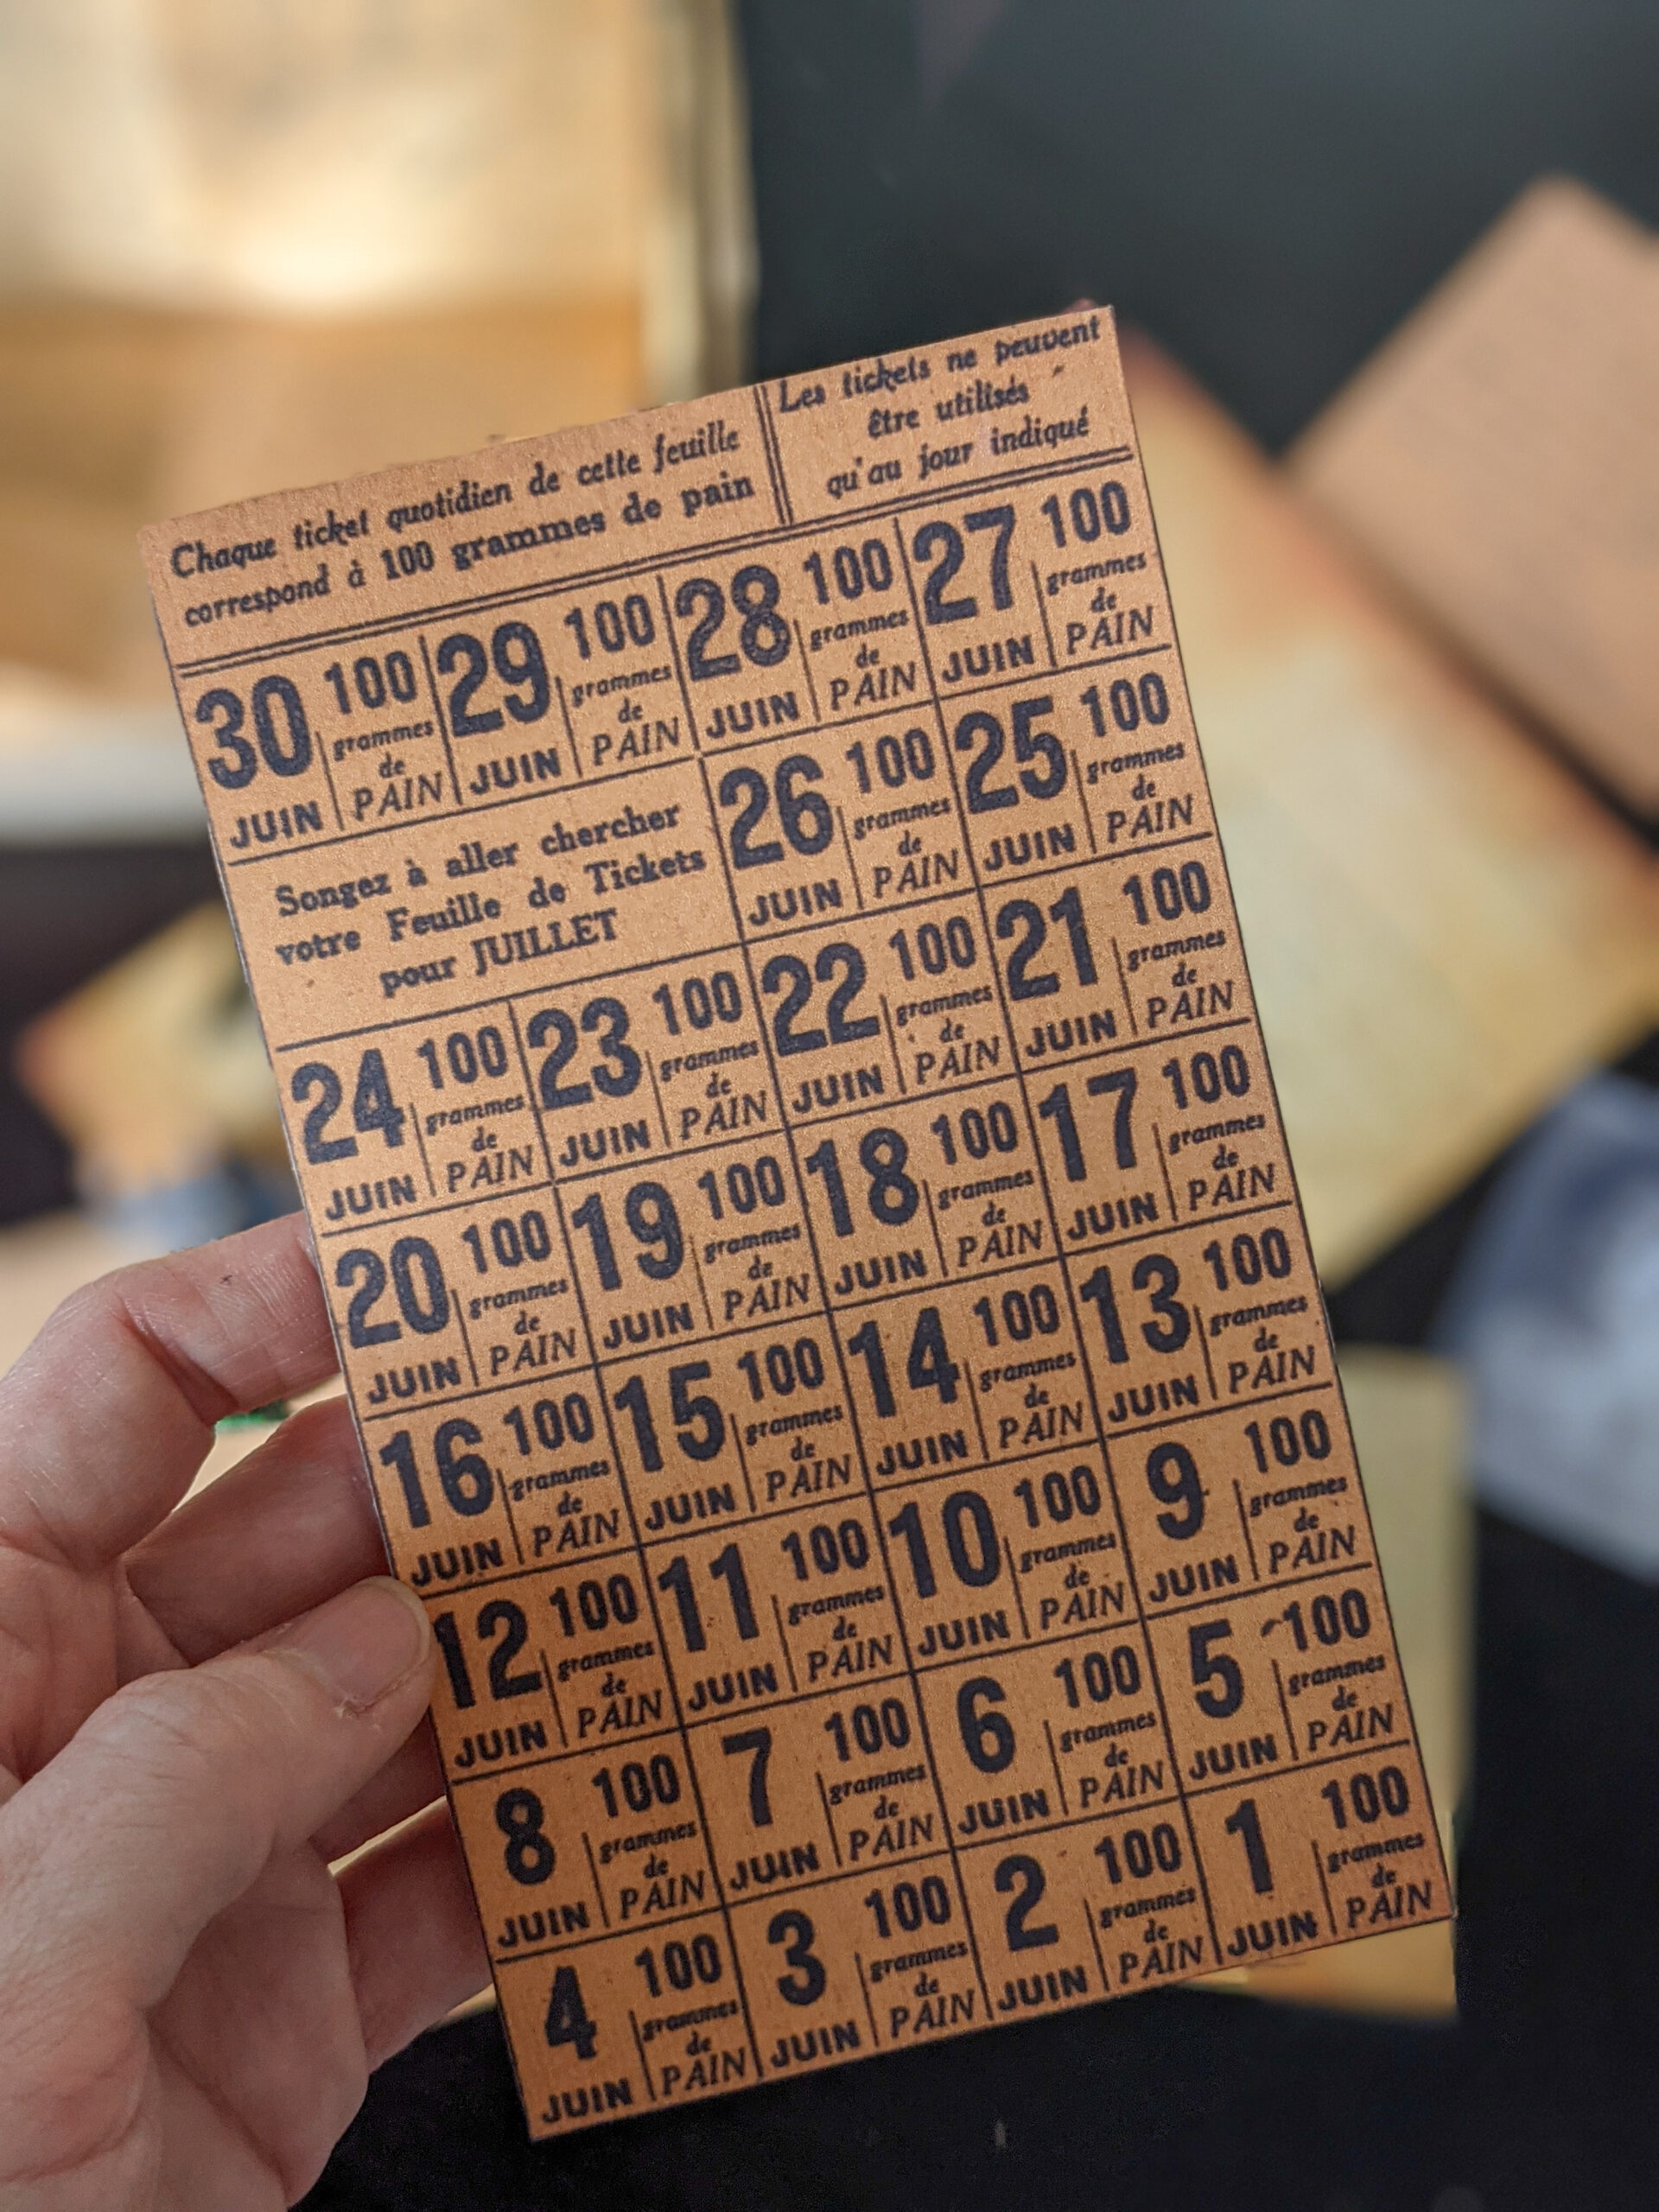 Chaque ticket quotidien de cette feuille
correspond à 100 grammes de pain
Les tickets ne peuvent
être utilisés
qu'au jour indiqué
30 JUIN 100 grammes de PAIN
29 JUIN 100 grammes de PAIN
28 JUIN 100 grammes de PAIN
27 JUIN 100 grammes de PAIN
Songez à aller chercher
votre Feuille de Tickets
pour JUILLET
26 JUIN 100 grammes de PAIN
25 JUIN 100 grammes de PAIN
24 JUIN 100 grammes de PAIN
23 JUIN 100 grammes de PAIN
22 JUIN 100 grammes de PAIN
21 JUIN 100 grammes de PAIN
20 JUIN 100 grammes de PAIN
19 JUIN 100 grammes de PAIN
18 JUIN 100 grammes de PAIN
17 JUIN 100 grammes de PAIN
16 JUIN 100 grammes de PAIN
15 JUIN 100 grammes de PAIN
14 JUIN 100 grammes de PAIN
13 JUIN 100 grammes de PAIN
12 JUIN 100 grammes de PAIN
11 JUIN 100 grammes de PAIN
10 JUIN 100 grammes de PAIN
9 JUIN 100 grammes de PAIN
8 JUIN 100 grammes de PAIN
7 JUIN 100 grammes de PAIN
6 JUIN 100 grammes de PAIN
5 JUIN 100 grammes de PAIN
4 JUIN 100 grammes de PAIN
3 JUIN 100 grammes de PAIN
2 JUIN 100 grammes de PAIN
1 JUIN 100 grammes de PAIN